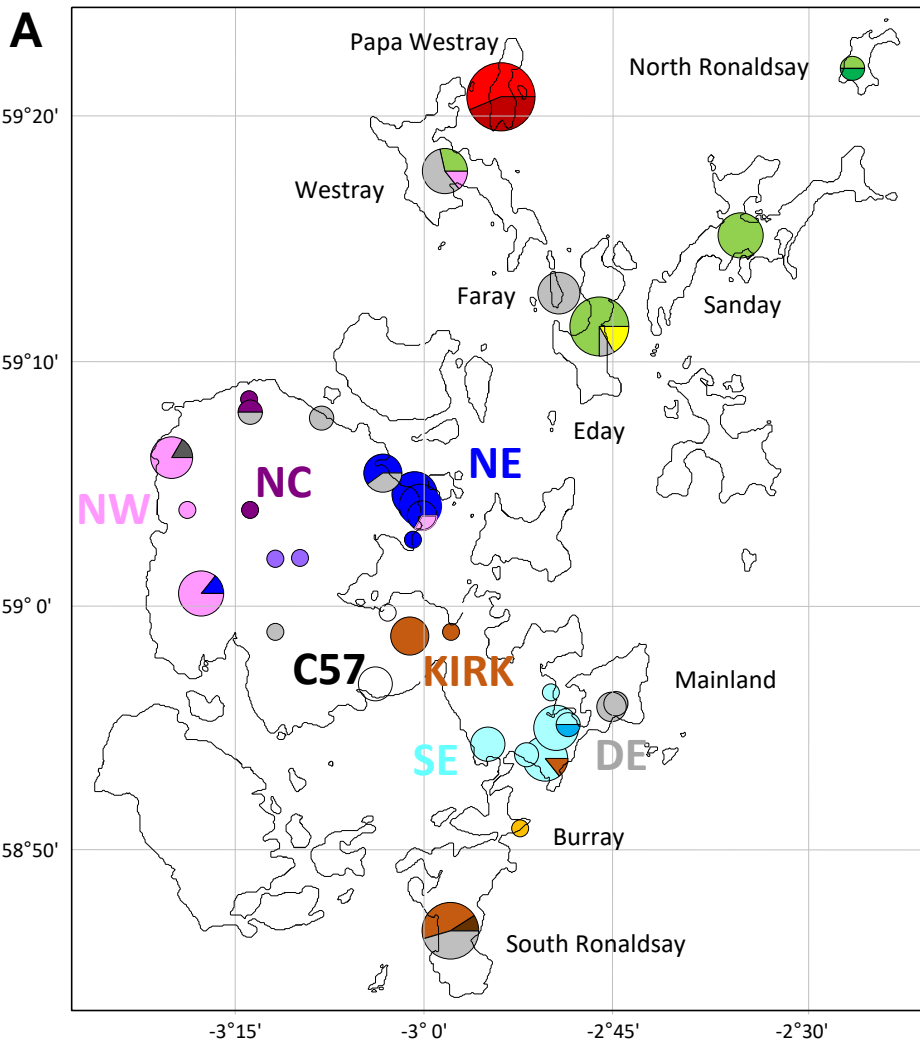 A
Papa Westray
North Ronaldsay
59° 20'
Westray
Faray
Sanday
59° 10'
Eday
NE
NC
NW
59° 0'
C57
KIRK
Mainland
SE
DE
Burray
58° 50'
South Ronaldsay
-3° 15'
-3° 0'
-2° 45'
-2° 30'